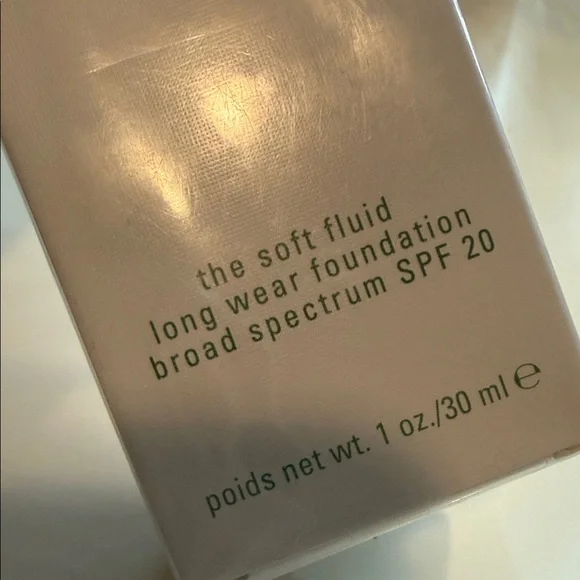 the soft fluid
long wear foundation
broad spectrum SPF 20
poids net wt. 1 oz./30 ml ℮